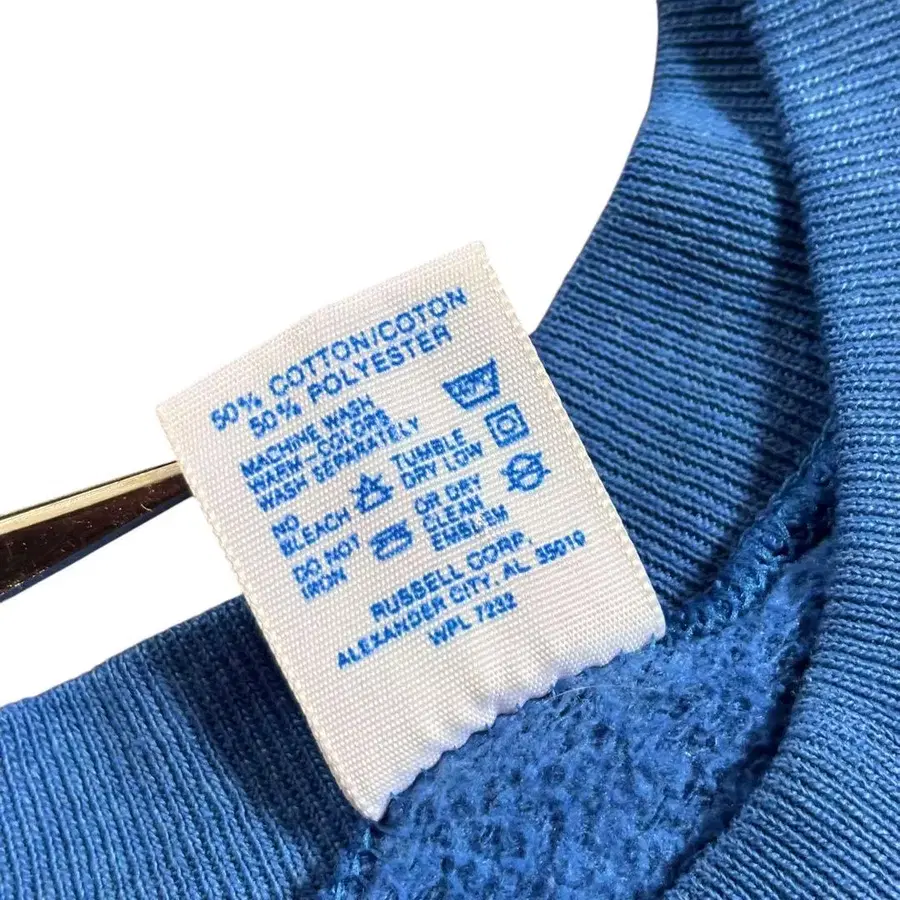 50% COTTON/COTON
50% POLYESTER
MACHINE WASH
WARM-COLORS
WASH SEPARATELY
NO
BLEACH
TUMBLE
DRY LOW
DO NOT
IRON
OR DRY
CLEAN
EMBLEM
RUSSELL CORP.
ALEXANDER CITY, AL 35010
WPL 7232